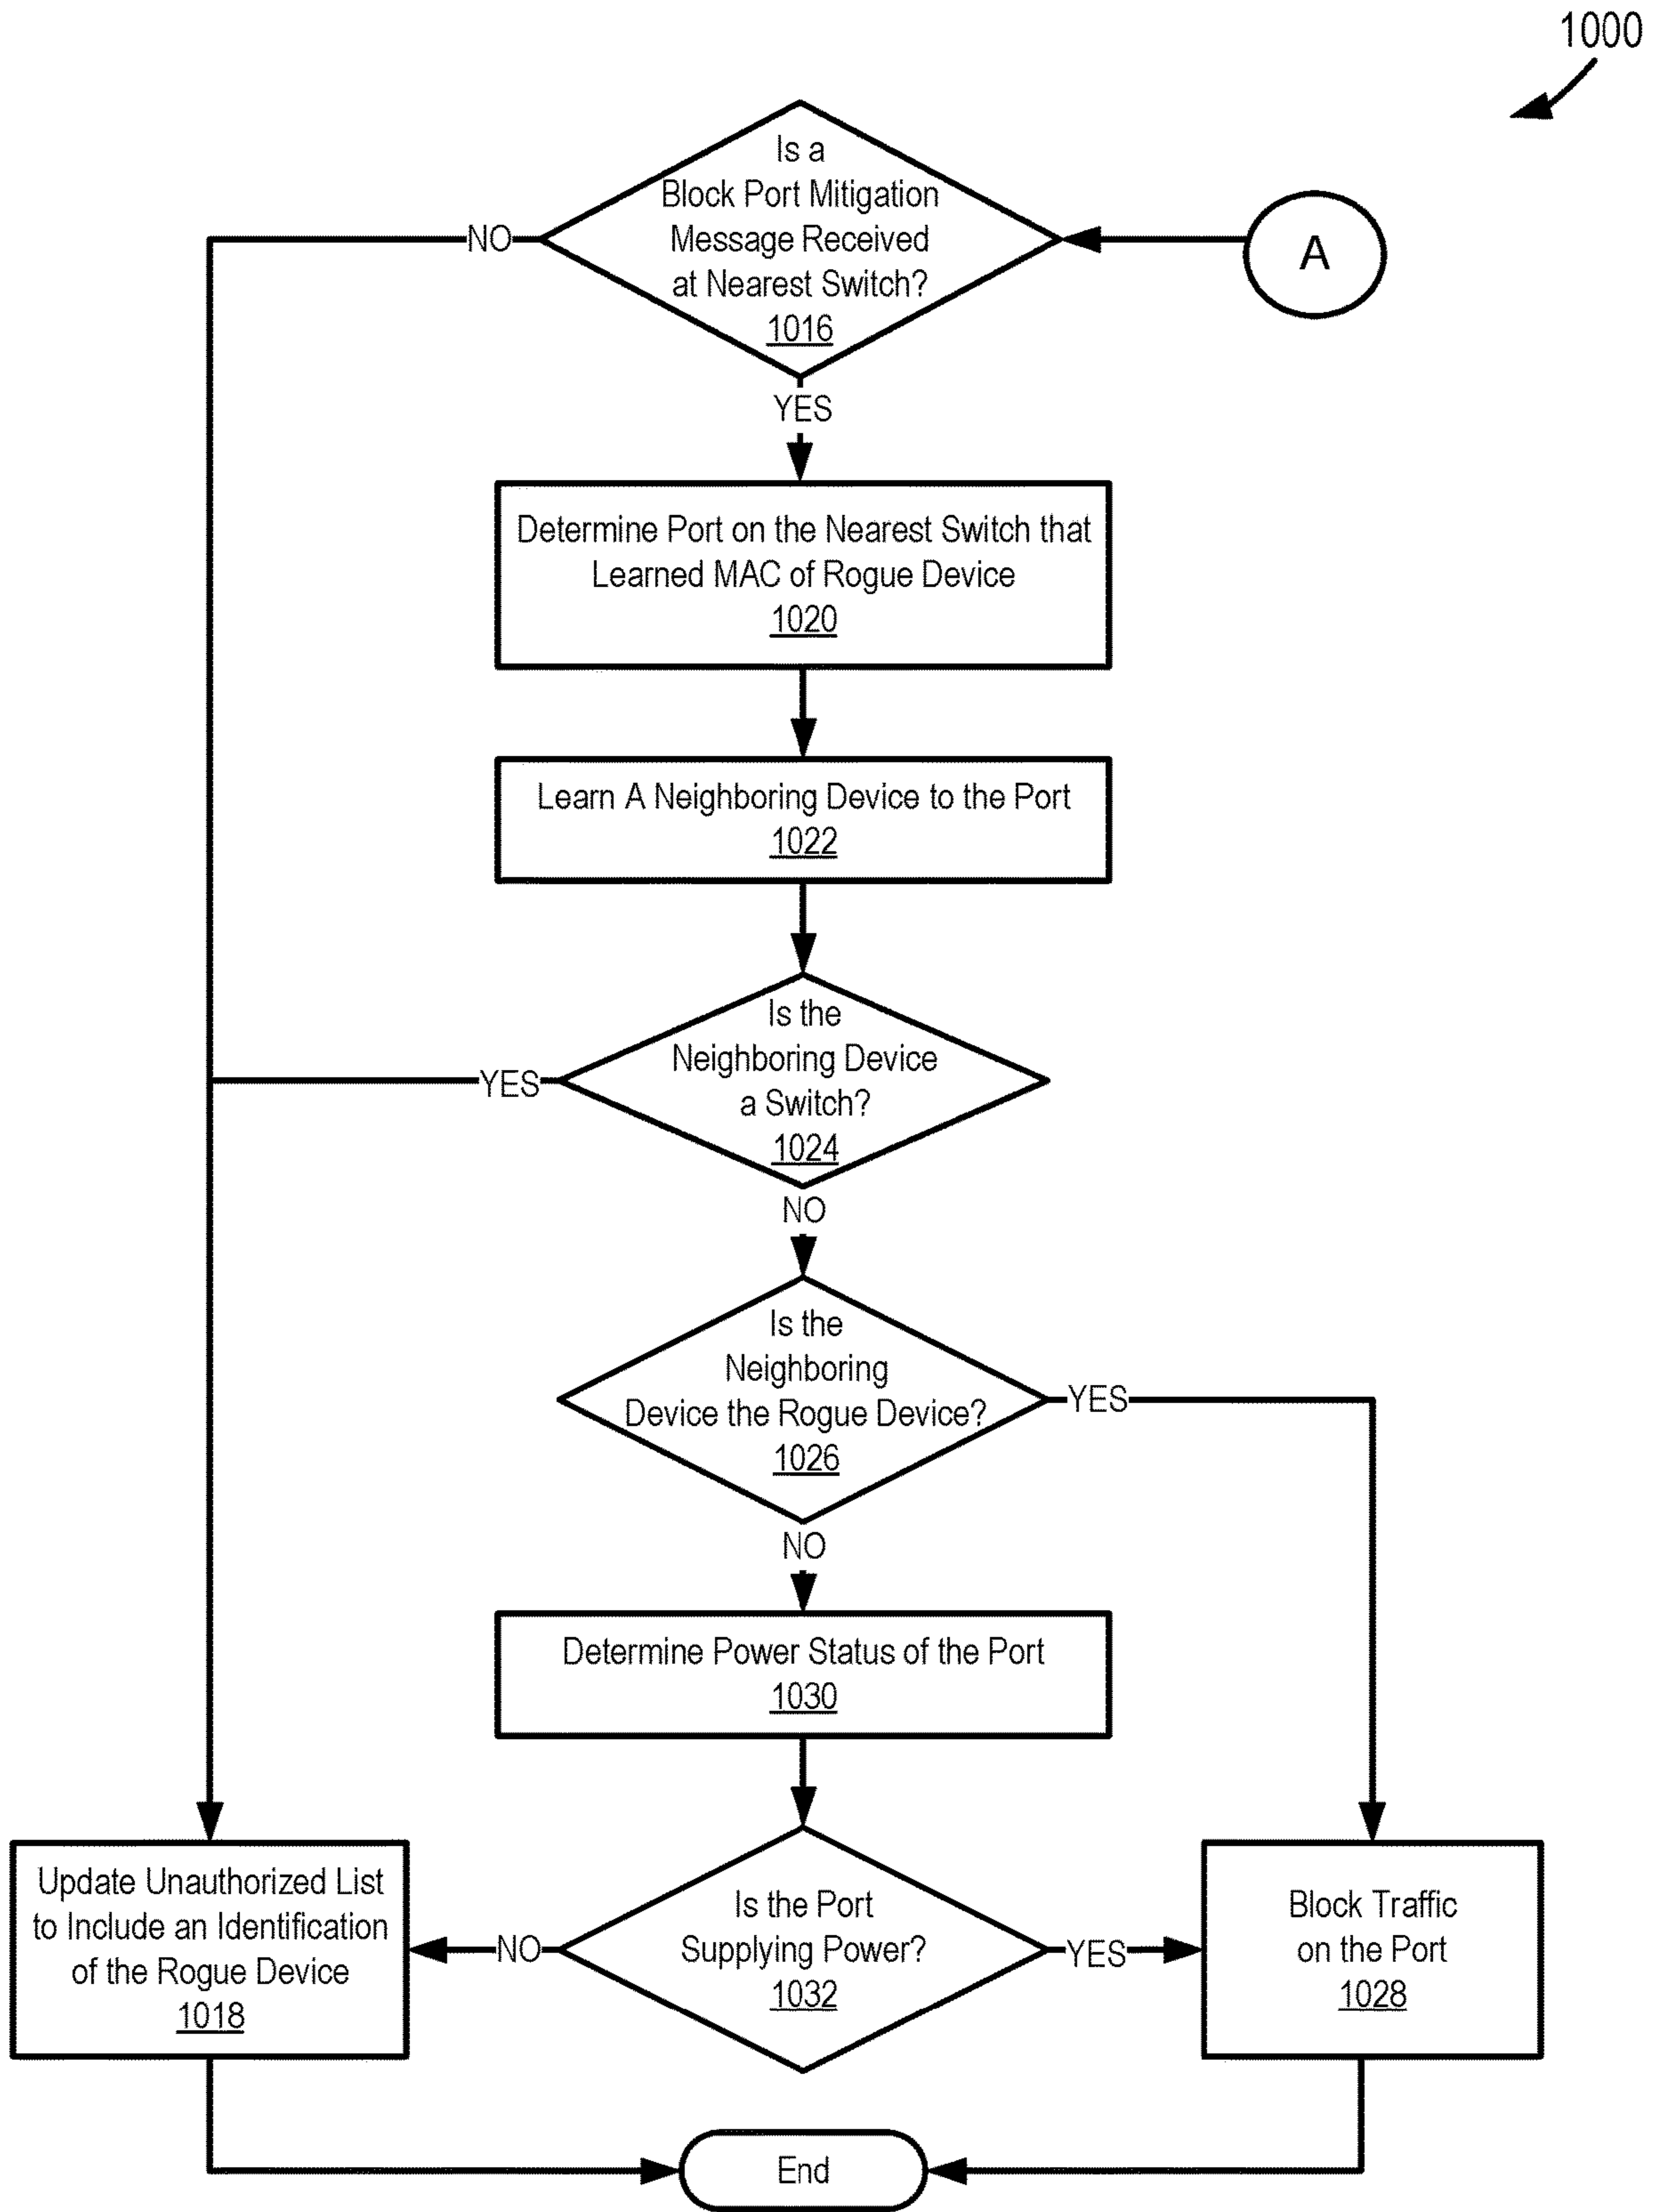 1000
Is a
Block Port Mitigation
Message Received
at Nearest Switch?
1016
A
NO
YES
Determine Port on the Nearest Switch that
Learned MAC of Rogue Device
1020
Learn A Neighboring Device to the Port
1022
Is the
Neighboring Device
a Switch?
1024
YES
NO
Is the
Neighboring
Device the Rogue Device?
1026
YES
NO
Determine Power Status of the Port
1030
Update Unauthorized List
to Include an Identification
of the Rogue Device
1018
NO
Is the Port
Supplying Power?
1032
YES
Block Traffic
on the Port
1028
End